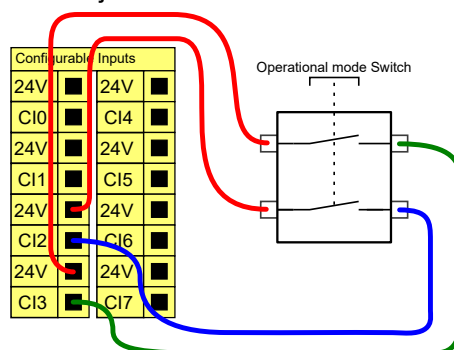 Configurable Inputs
24V 24V
CI0 CI4
24V 24V
CI1 CI5
24V 24V
CI2 CI6
24V 24V
CI3 CI7
Operational mode Switch